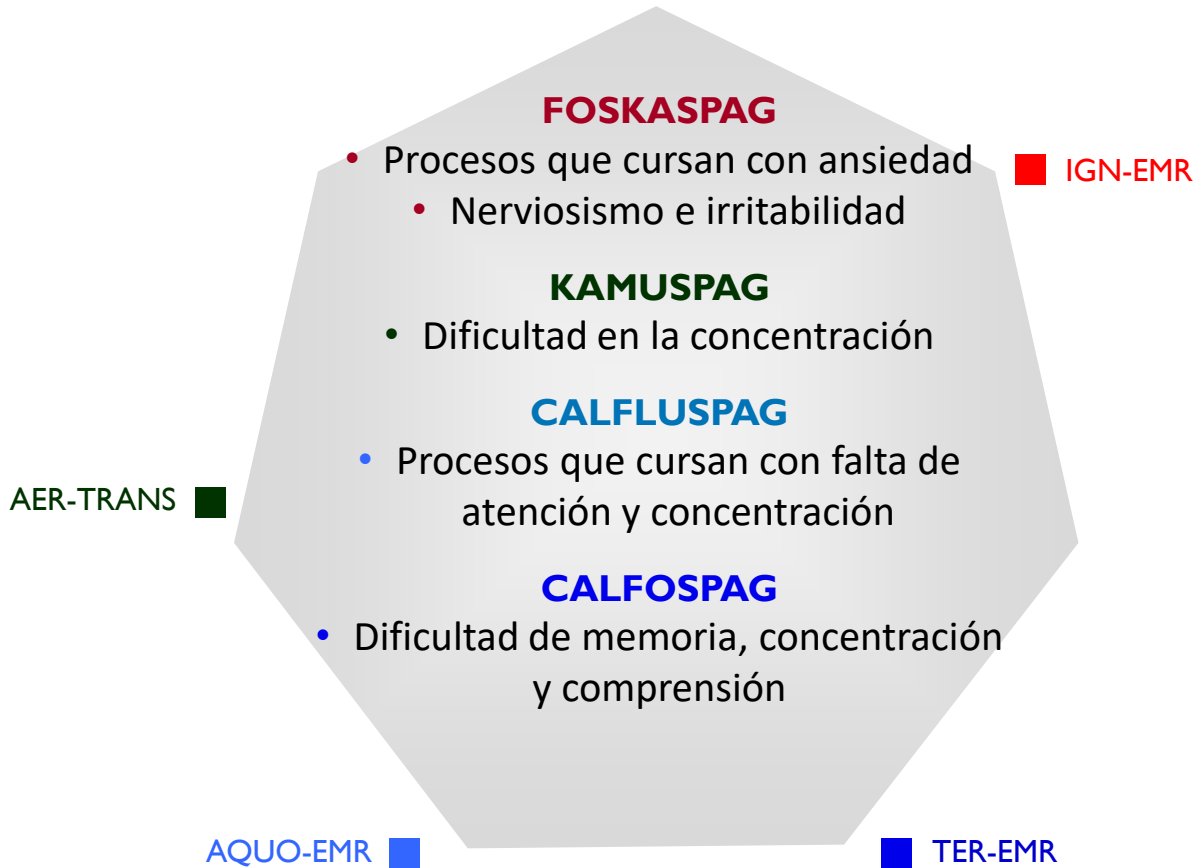 FOSKASPAG
• Procesos que cursan con ansiedad
• Nerviosismo e irritabilidad
IGN-EMR
KAMUSPAG
• Dificultad en la concentración
CALFLUSPAG
• Procesos que cursan con falta de
atención y concentración
AER-TRANS
CALFOSPAG
• Dificultad de memoria, concentración
y comprensión
AQUO-EMR
TER-EMR